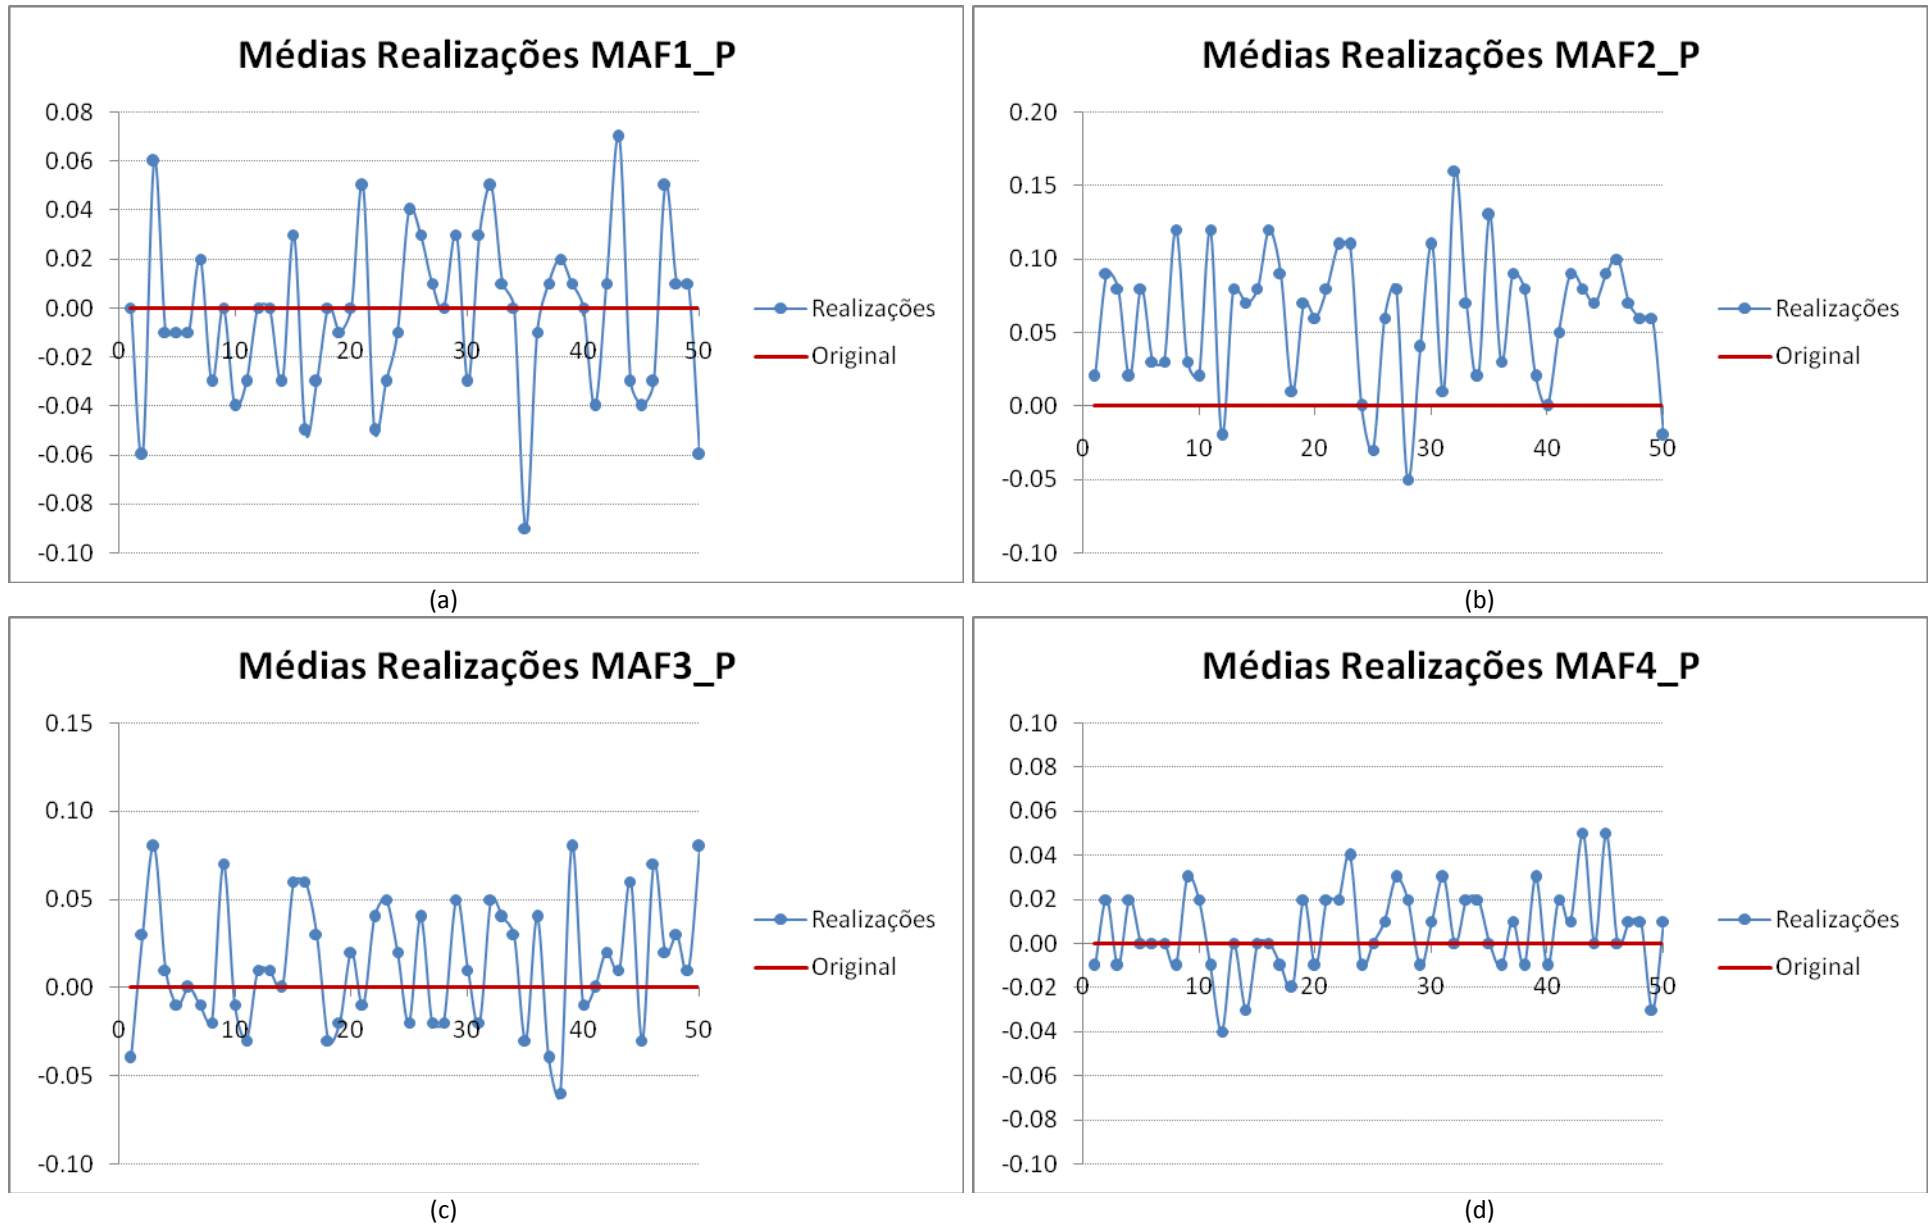 Médias Realizações MAF1_P
0.08
0.06
0.04
0.02
0.00
-0.02
-0.04
-0.06
-0.08
-0.10
0 10 20 30 40 50
Realizações
Original
(a)
Médias Realizações MAF2_P
0.20
0.15
0.10
0.05
0.00
-0.05
-0.10
0 10 20 30 40 50
Realizações
Original
(b)
Médias Realizações MAF3_P
0.15
0.10
0.05
0.00
-0.05
-0.10
0 10 20 30 40 50
Realizações
Original
(c)
Médias Realizações MAF4_P
0.10
0.08
0.06
0.04
0.02
0.00
-0.02
-0.04
-0.06
-0.08
-0.10
0 10 20 30 40 50
Realizações
Original
(d)